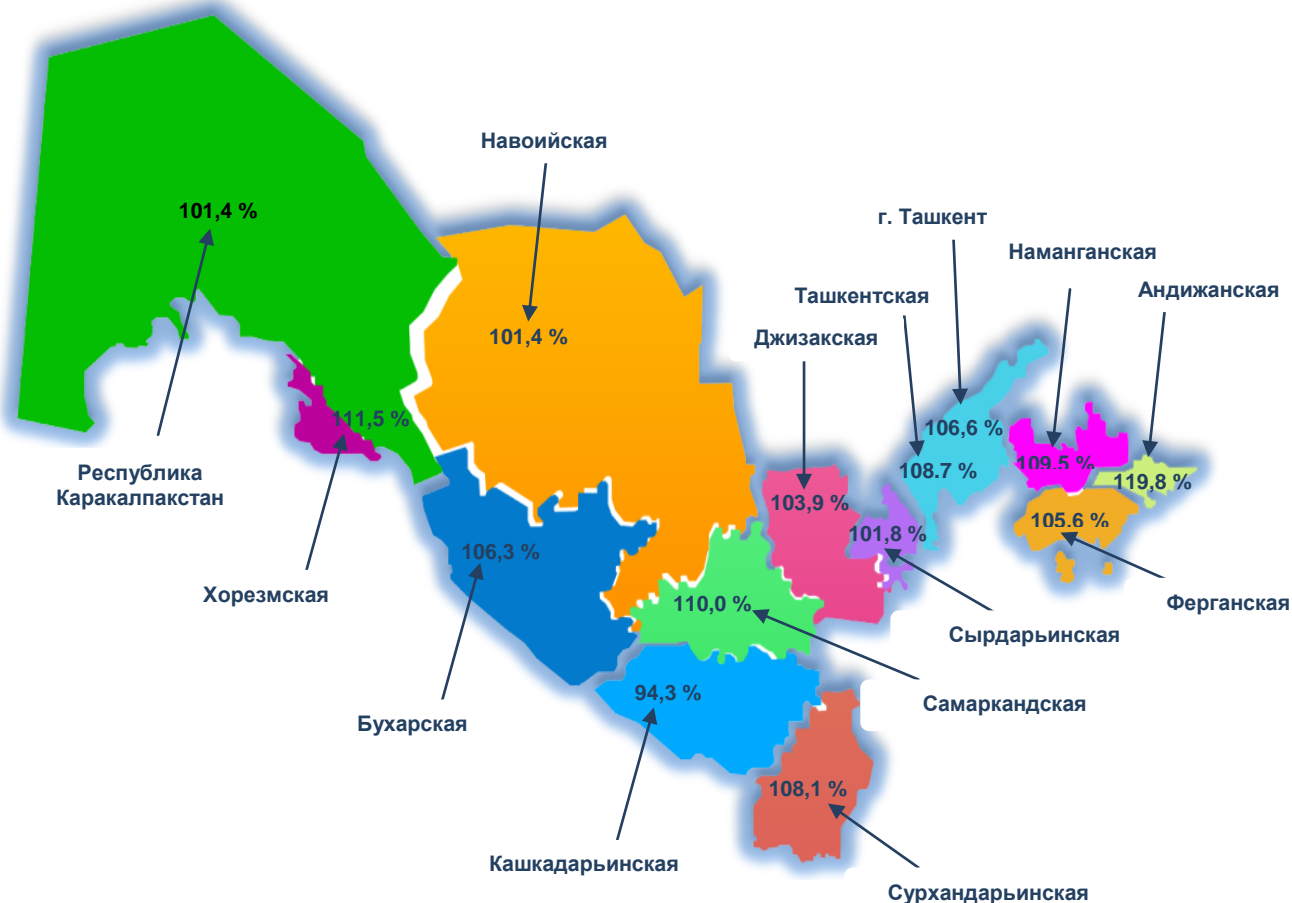 Навоийская
101,4 %
г. Ташкент
Наманганская
Андижанская
Ташкентская
Джизакская
101,4 %
111,5 %
106,6 %
108.7 %
109.5 %
119,8 %
Республика
Каракалпакстан
103,9 %
105.6 %
101,8 %
106,3 %
Хорезмская
110,0 %
Ферганская
Сырдарьинская
94,3 %
Самаркандская
Бухарская
108,1 %
Кашкадарьинская
Сурхандарьинская